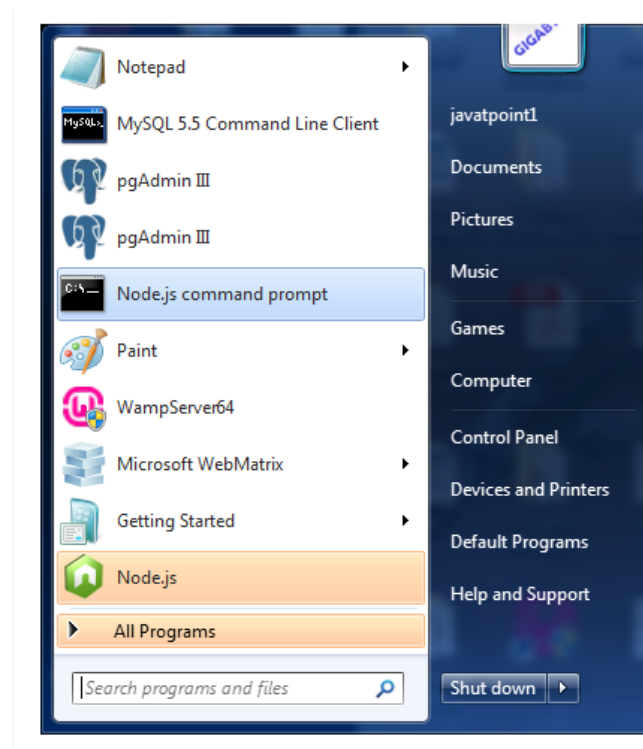 Notepad
MySQL>
MySQL 5.5 Command Line Client
pgAdmin III
pgAdmin III
C:\_
Node.js command prompt
Paint
WampServer64
Microsoft WebMatrix
Getting Started
Node.js
All Programs
Search programs and files
javatpoint1
Documents
Pictures
Music
Games
Computer
Control Panel
Devices and Printers
Default Programs
Help and Support
Shut down